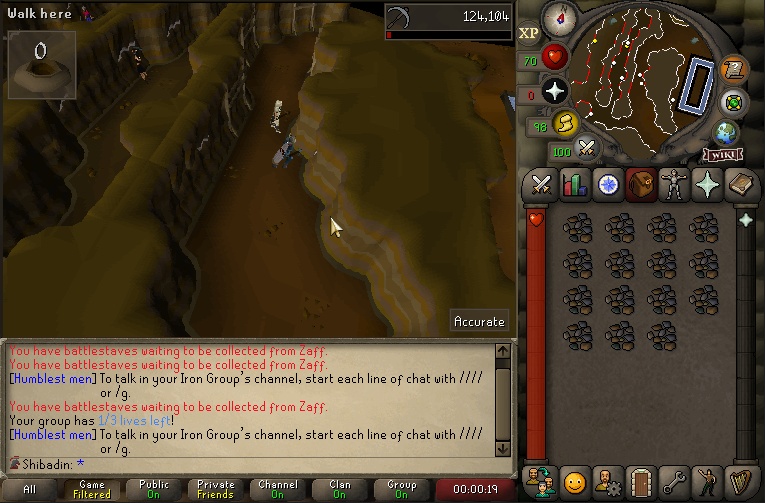 Walk here
0
124,104
XP
70
0
98
100
WIKI
Accurate
You have battlestaves waiting to be collected from Zaff.
You have battlestaves waiting to be collected from Zaff.
[Humblest men] To talk in your Iron Group's channel, start each line of chat with ////
or /g.
You have battlestaves waiting to be collected from Zaff.
Your group has 1/3 lives left!
[Humblest men] To talk in your Iron Group's channel, start each line of chat with ////
or /g.
Shibadin: *
All
Game
Filtered
Public
On
Private
Friends
Channel
On
Clan
On
Group
On
00:00:19